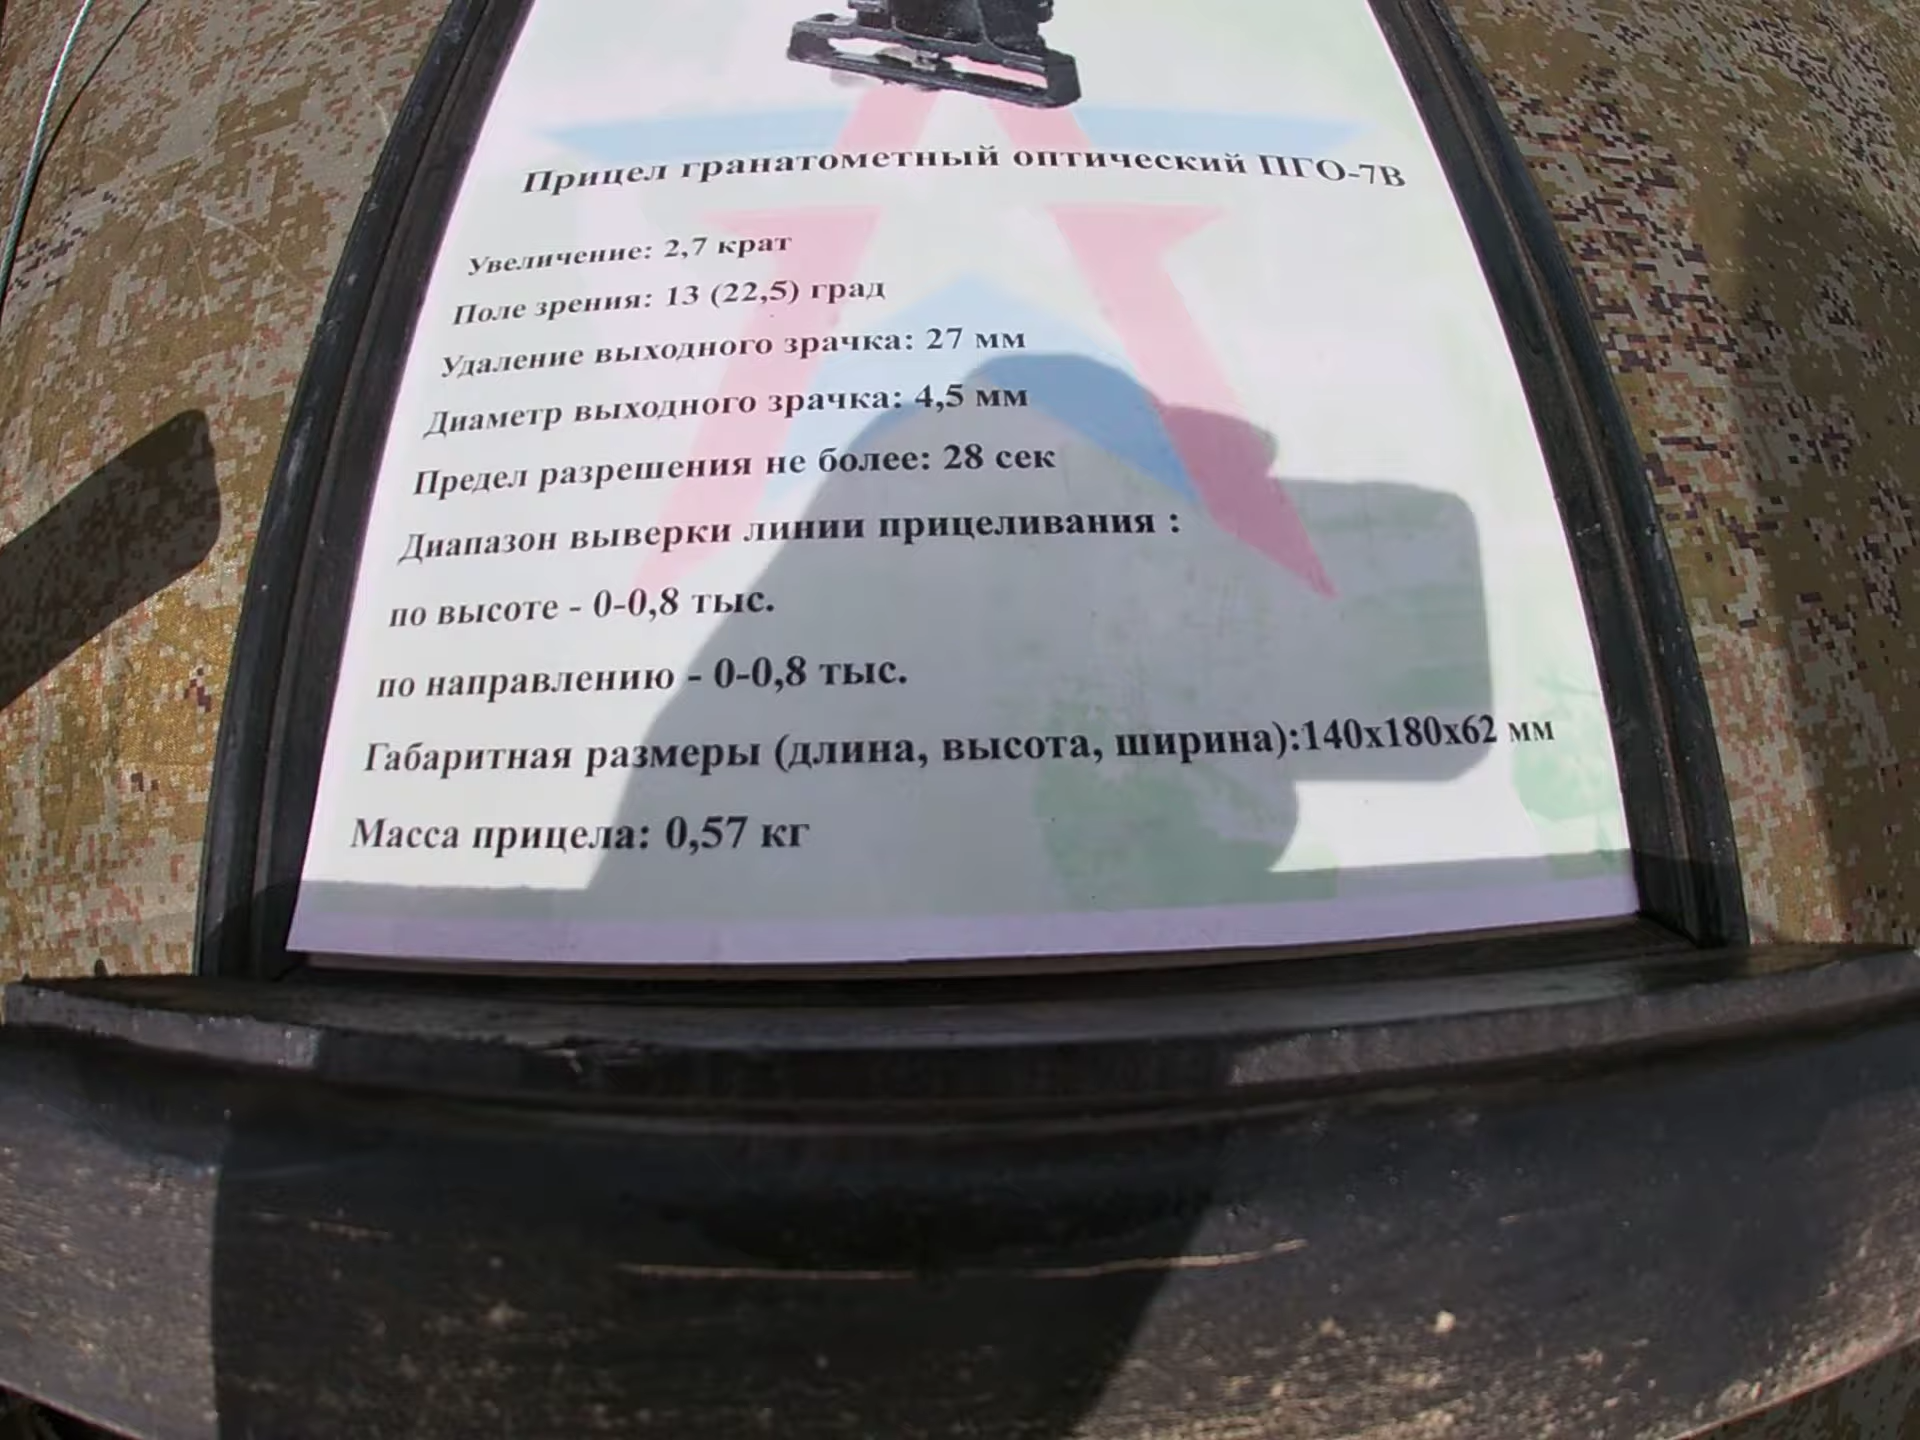 Прицел гранатометный оптический ПГО-7В
Увеличение: 2,7 крат
Поле зрения: 13 (22,5) град
Удаление выходного зрачка: 27 мм
Диаметр выходного зрачка: 4,5 мм
Предел разрешения не более: 28 сек
Диапазон выверки линии прицеливания :
по высоте - 0-0,8 тыс.
по направлению - 0-0,8 тыс.
Габаритная размеры (длина, высота, ширина):140х180х62 мм
Масса прицела: 0,57 кг